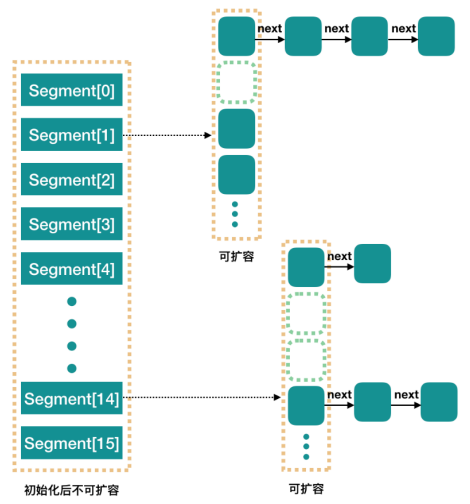 next next next
Segment[0]
Segment[1]
Segment[2]
Segment[3]
Segment[4]
可扩容
next
Segment[14]
next next
Segment[15]
初始化后不可扩容
可扩容